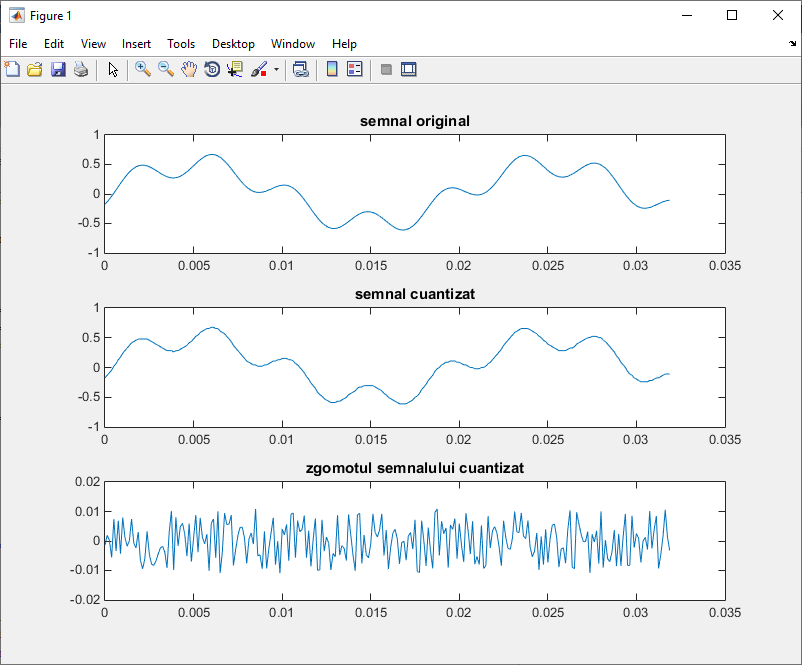 Figure 1
File Edit View Insert Tools Desktop Window Help
semnal original
1
0.5
0
-0.5
-1
0 0.005 0.01 0.015 0.02 0.025 0.03 0.035
semnal cuantizat
1
0.5
0
-0.5
-1
0 0.005 0.01 0.015 0.02 0.025 0.03 0.035
zgomotul semnalului cuantizat
0.02
0.01
0
-0.01
-0.02
0 0.005 0.01 0.015 0.02 0.025 0.03 0.035